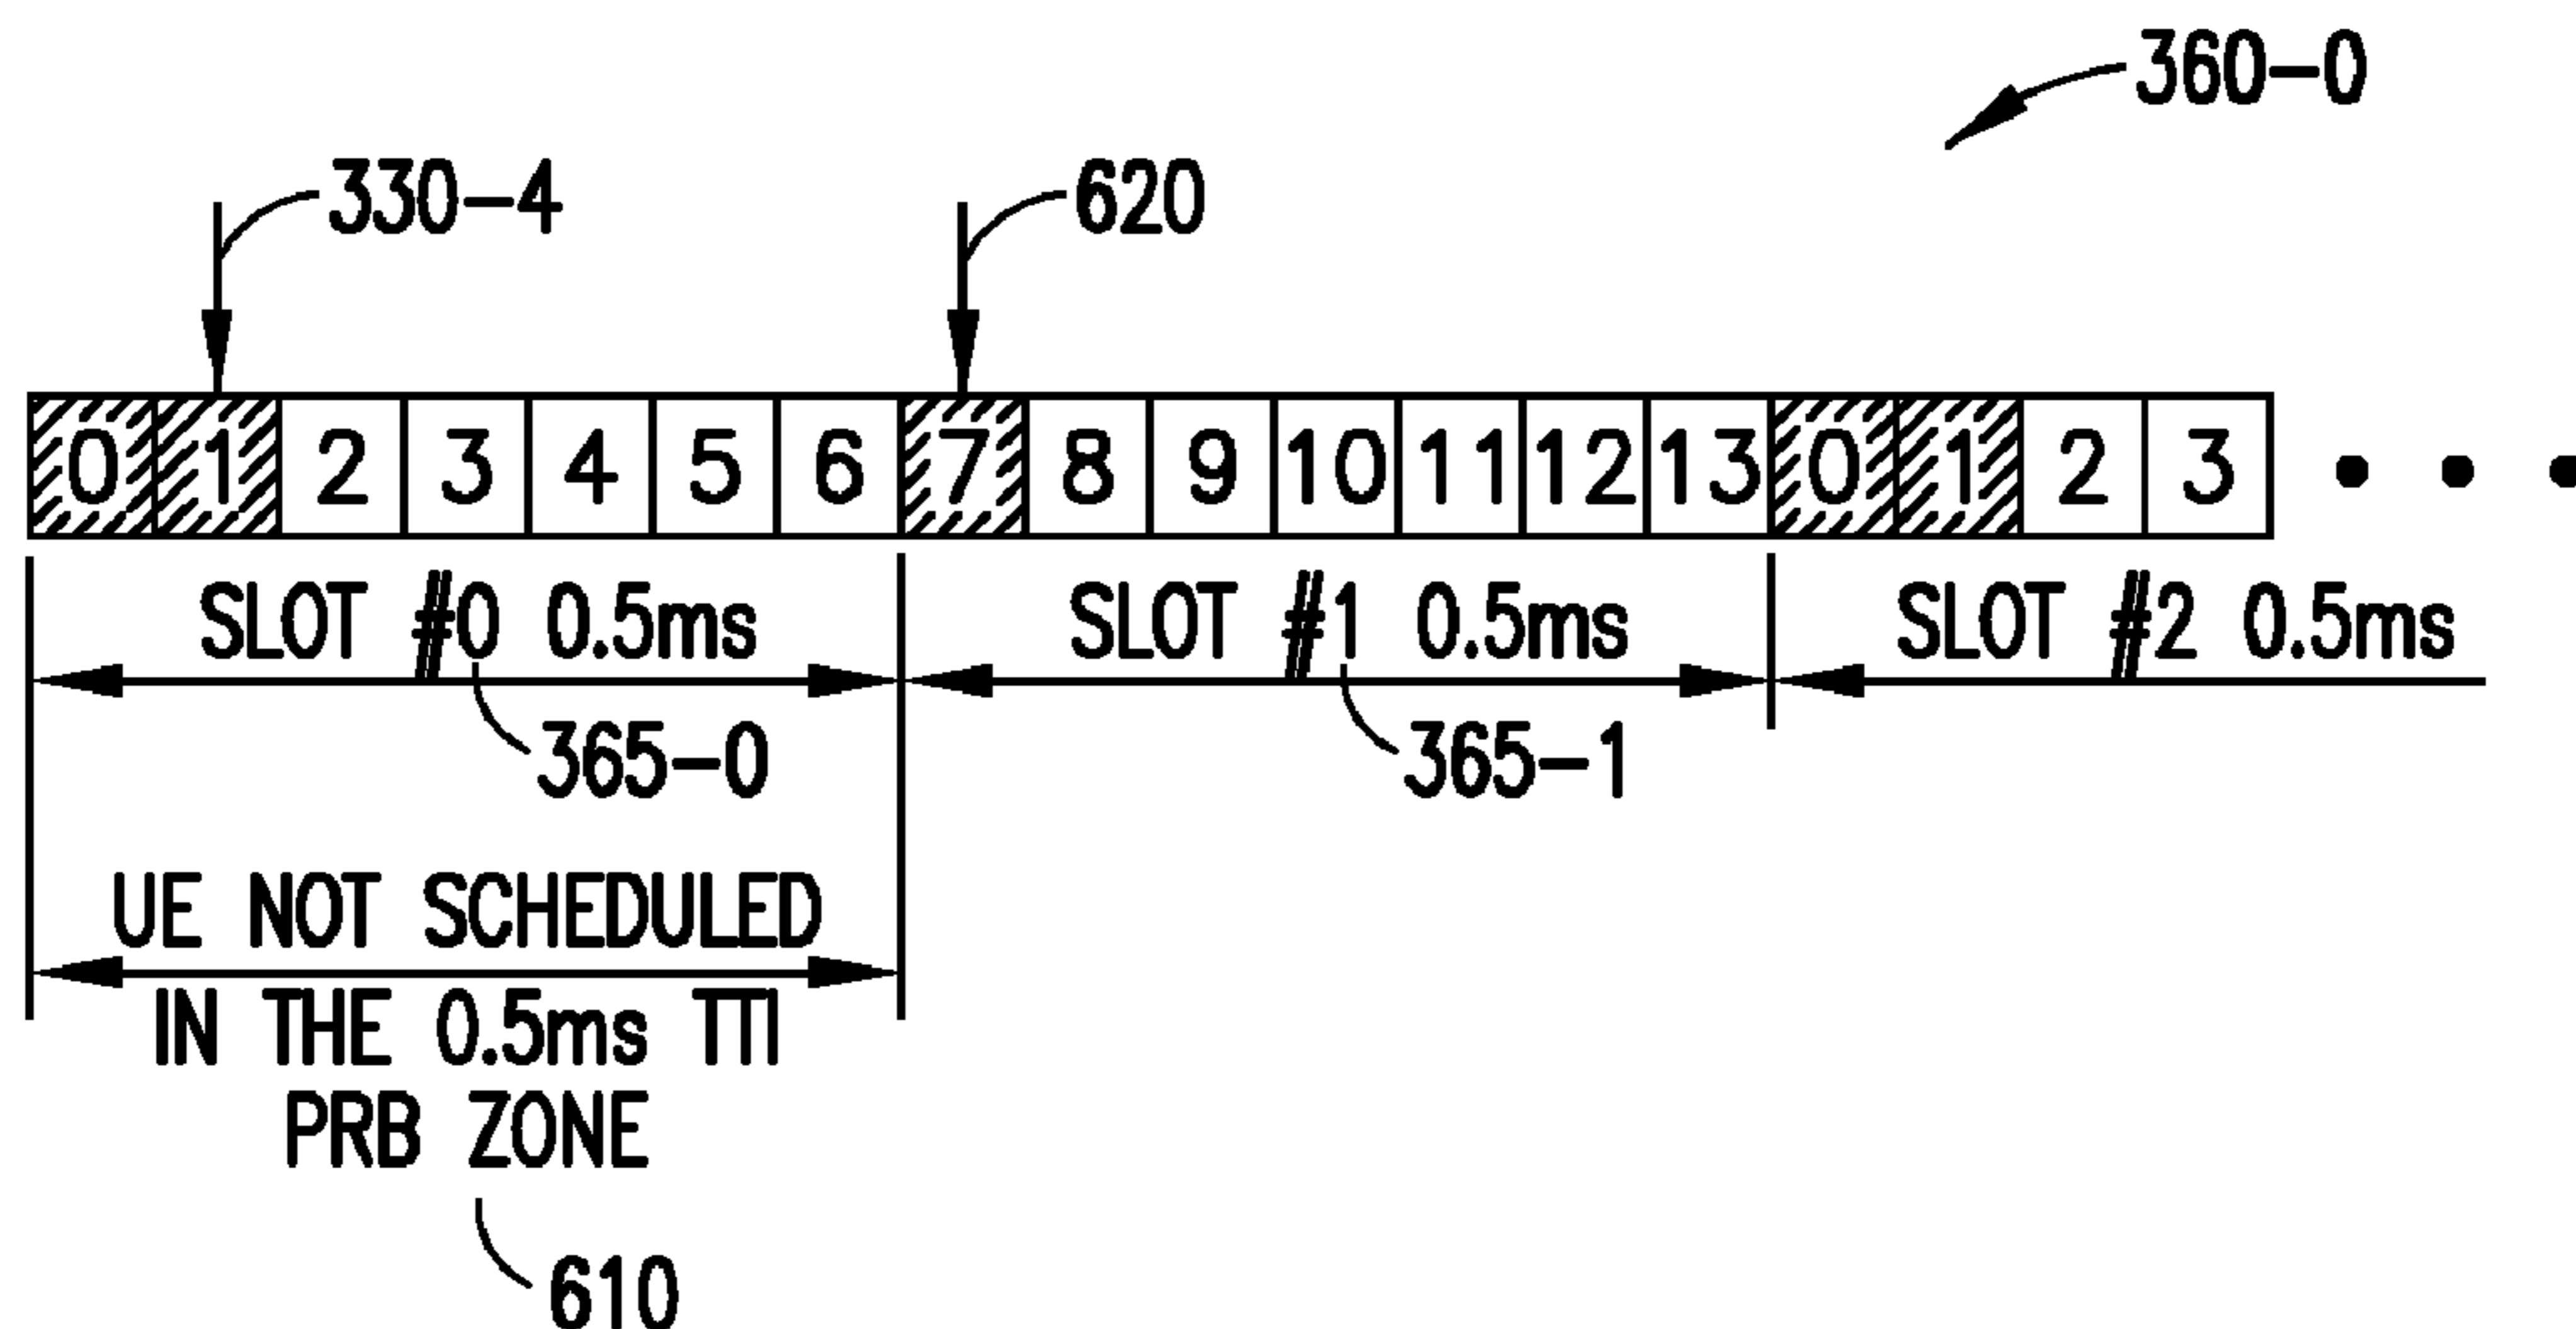 360-0
330-4
620
0 1 2 3 4 5 6 7 8 9 10 11 12 13 0 1 2 3
SLOT #0 0.5ms
SLOT #1 0.5ms
SLOT #2 0.5ms
365-0
365-1
UE NOT SCHEDULED
IN THE 0.5ms TTI
PRB ZONE
610